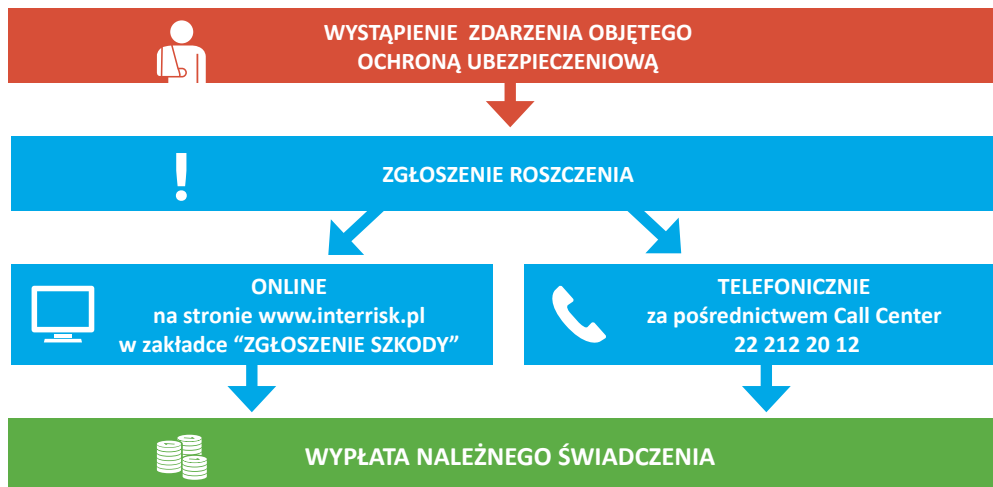 WYSTĄPIENIE ZDARZENIA OBJĘTEGO
OCHRONĄ UBEZPIECZENIOWĄ
ZGŁOSZENIE ROSZCZENIA
ONLINE
na stronie www.interrisk.pl
w zakładce “ZGŁOSZENIE SZKODY”
TELEFONICZNIE
za pośrednictwem Call Center
22 212 20 12
WYPŁATA NALEŻNEGO ŚWIADCZENIA